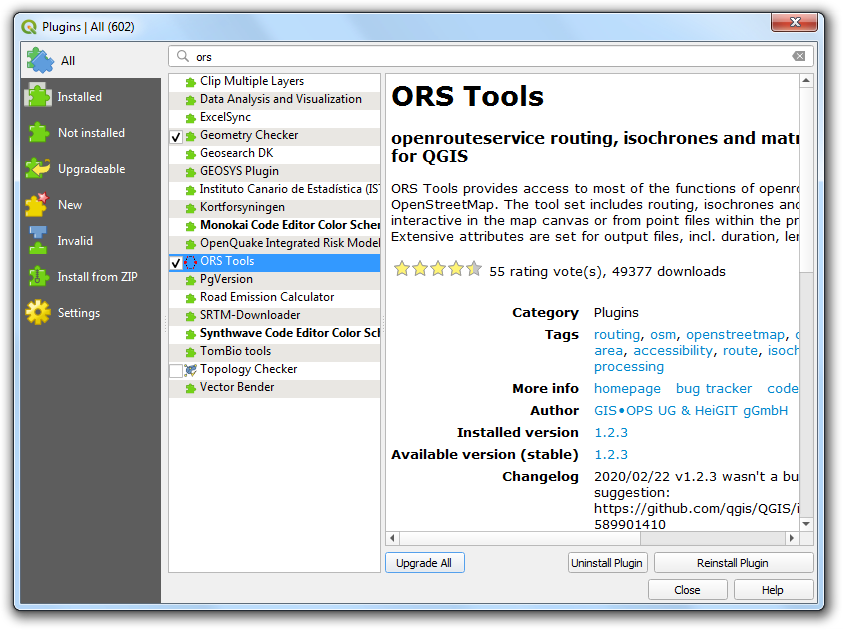 Plugins | All (602)
All
Installed
Not installed
Upgradeable
New
Invalid
Install from ZIP
Settings
ors
Clip Multiple Layers
Data Analysis and Visualization
ExcelSync
Geometry Checker
Geosearch DK
GEOSYS Plugin
Instituto Canario de Estadística (IST
Kortforsyningen
Monokai Code Editor Color Scher
OpenQuake Integrated Risk Model
ORS Tools
PgVersion
Road Emission Calculator
SRTM-Downloader
Synthwave Code Editor Color Scl
TomBio tools
Topology Checker
Vector Bender
ORS Tools
openrouteservice routing, isochrones and matr
for QGIS
ORS Tools provides access to most of the functions of openro
OpenStreetMap. The tool set includes routing, isochrones and
interactive in the map canvas or from point files within the pr
Extensive attributes are set for output files, incl. duration, len
55 rating vote(s), 49377 downloads
Category Plugins
Tags routing, osm, openstreetmap,
area, accessibility, route, isoch
processing
More info homepage bug tracker code
Author GIS•OPS UG & HeiGIT gGmbH
Installed version 1.2.3
Available version (stable) 1.2.3
Changelog 2020/02/22 v1.2.3 wasn't a bu
suggestion:
https://github.com/qgis/QGIS/i
589901410
Upgrade All
Uninstall Plugin
Reinstall Plugin
Close
Help